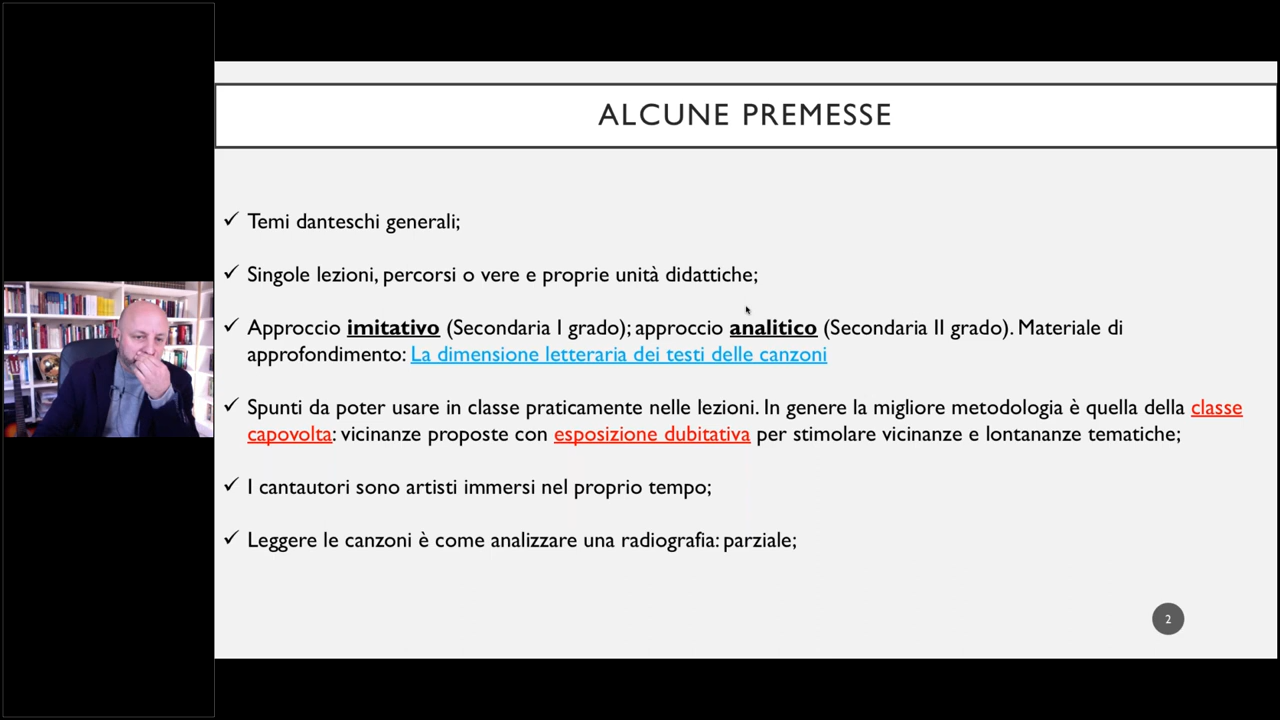 ALCUNE PREMESSE
✓ Temi danteschi generali;
✓ Singole lezioni, percorsi o vere e proprie unità didattiche;
✓ Approccio imitativo (Secondaria I grado); approccio analitico (Secondaria II grado). Materiale di
approfondimento: La dimensione letteraria dei testi delle canzoni
✓ Spunti da poter usare in classe praticamente nelle lezioni. In genere la migliore metodologia è quella della classe
capovolta: vicinanze proposte con esposizione dubitativa per stimolare vicinanze e lontananze tematiche;
✓ I cantautori sono artisti immersi nel proprio tempo;
✓ Leggere le canzoni è come analizzare una radiografia: parziale;
2